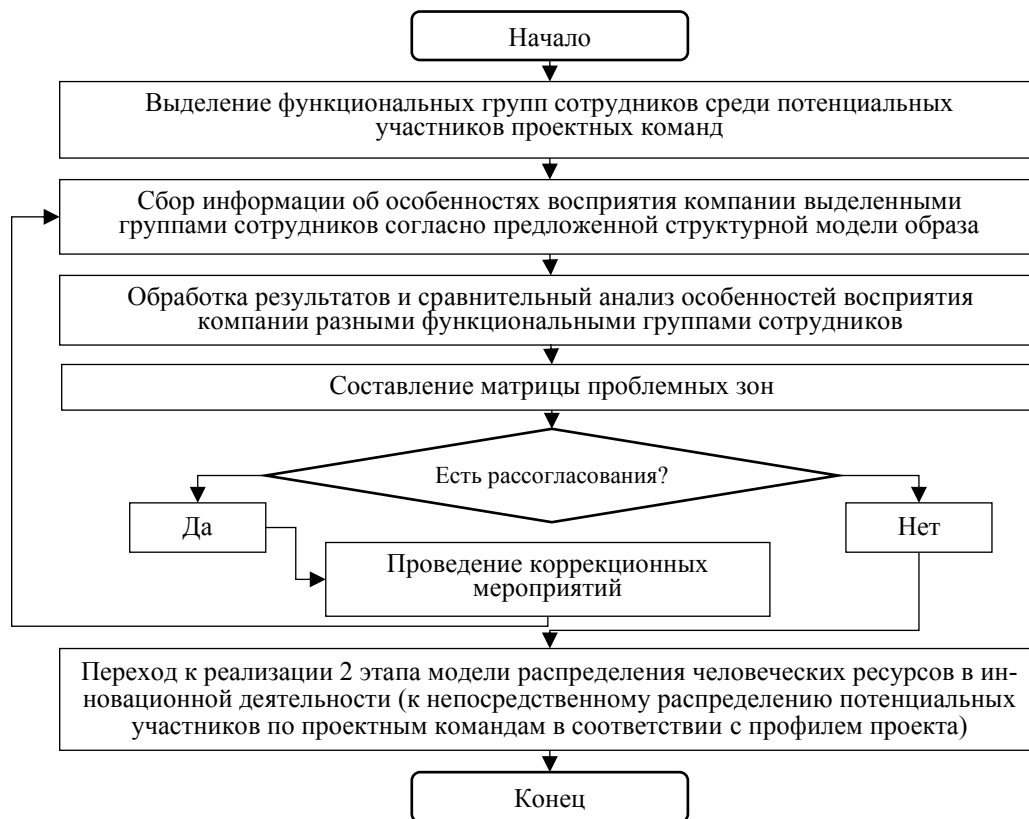 Начало
Выделение функциональных групп сотрудников среди потенциальных
участников проектных команд
Сбор информации об особенностях восприятия компании выделенными
группами сотрудников согласно предложенной структурной модели образа
Обработка результатов и сравнительный анализ особенностей восприятия
компании разными функциональными группами сотрудников
Составление матрицы проблемных зон
Есть рассогласования?
Да
Нет
Проведение коррекционных
мероприятий
Переход к реализации 2 этапа модели распределения человеческих ресурсов в ин-
новационной деятельности (к непосредственному распределению потенциальных
участников по проектным командам в соответствии с профилем проекта)
Конец